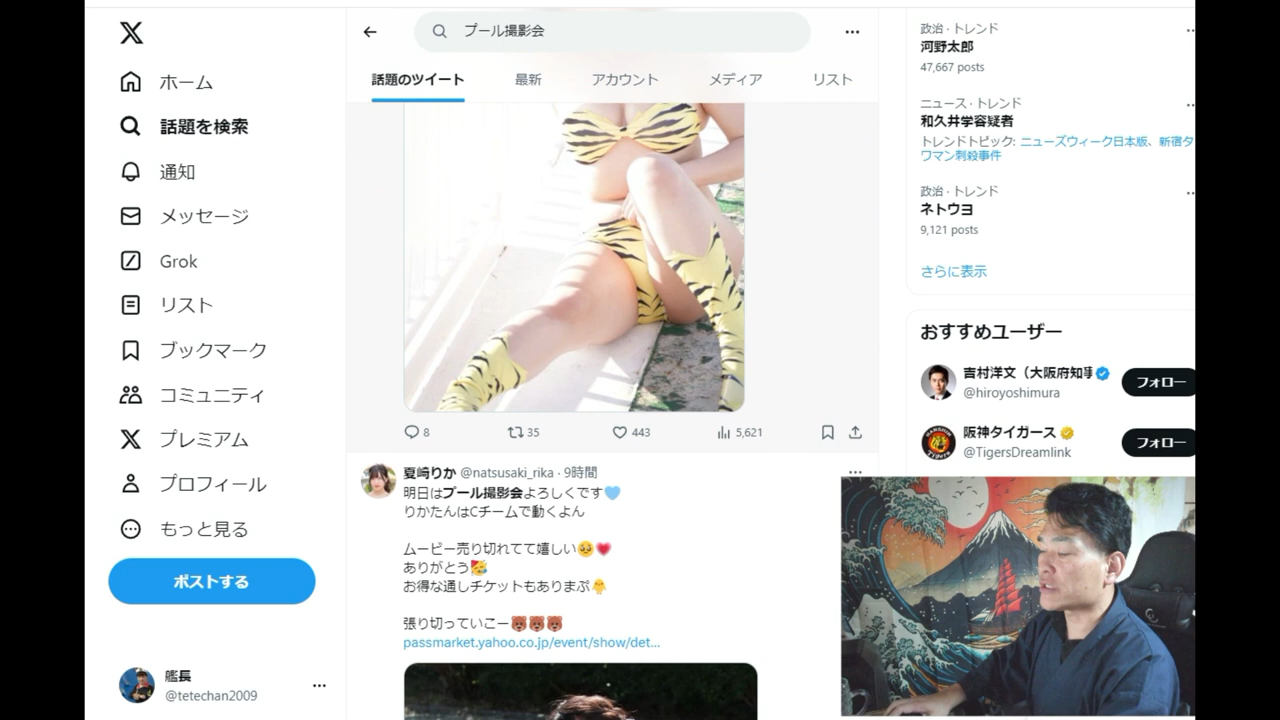 プール撮影会
話題のツイート
最新
アカウント
メディア
リスト
ホーム
話題を検索
通知
メッセージ
Grok
リスト
ブックマーク
コミュニティ
プレミアム
プロフィール
もっと見る
ポストする
艦長
@tetechan2009
8
35
443
5,621
夏崎りか @natsusaki_rika · 9時間
明日はプール撮影会よろしくです🩵
りかたんはCチームで動くよん
ムービー売り切れてて嬉しい🥺💗
ありがとう🥳
お得な通しチケットもありまぷ🐥
張り切っていこー🐻🐻🐻
passmarket.yahoo.co.jp/event/show/det...
政治 · トレンド
河野太郎
47,667 posts
ニュース · トレンド
和久井学容疑者
トレンドトピック: ニューズウィーク日本版、新宿タ
ワマン刺殺事件
政治 · トレンド
ネトウヨ
9,121 posts
さらに表示
おすすめユーザー
吉村洋文（大阪府知事
@hiroyoshimura
フォロー
阪神タイガース
@TigersDreamlink
フォロー